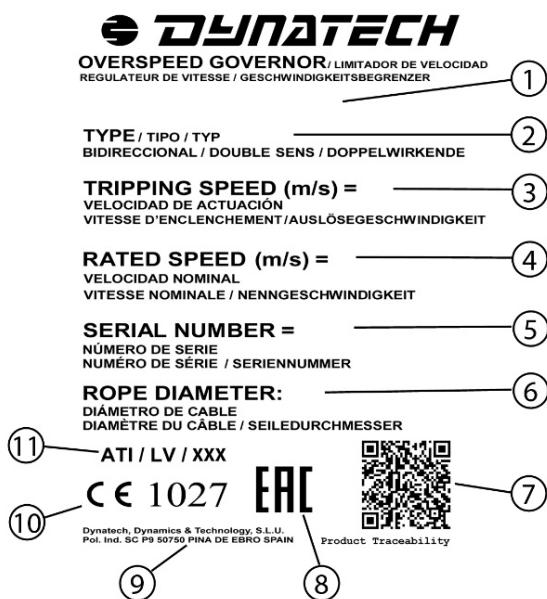 DYNATECH
OVERSPEED GOVERNOR / LIMITADOR DE VELOCIDAD
REGULATEUR DE VITESSE / GESCHWINDIGKEITSBEGRENZER
1
TYPE / TIPO / TYP
2
BIDIRECCIONAL / DOUBLE SENS / DOPPELWIRKENDE
TRIPPING SPEED (m/s) =
3
VELOCIDAD DE ACTUACIÓN
VITESSE D'ENCLENCHEMENT / AUSLÖSEGESCHWINDIGKEIT
RATED SPEED (m/s) =
4
VELOCIDAD NOMINAL
VITESSE NOMINALE / NENNGESCHWINDIGKEIT
SERIAL NUMBER =
5
NÚMERO DE SERIE
NUMÉRO DE SÉRIE / SERIENNUMMER
ROPE DIAMETER:
6
DIÁMETRO DE CABLE
DIAMÈTRE DU CÂBLE / SEILEDURCHMESSER
11
ATI / LV / XXX
10
CE 1027
EAC
7
Dynatech, Dynamics & Technology, S.L.U.
Pol. Ind. SC P9 50750 PINA DE EBRO SPAIN
Product Traceability
9
8